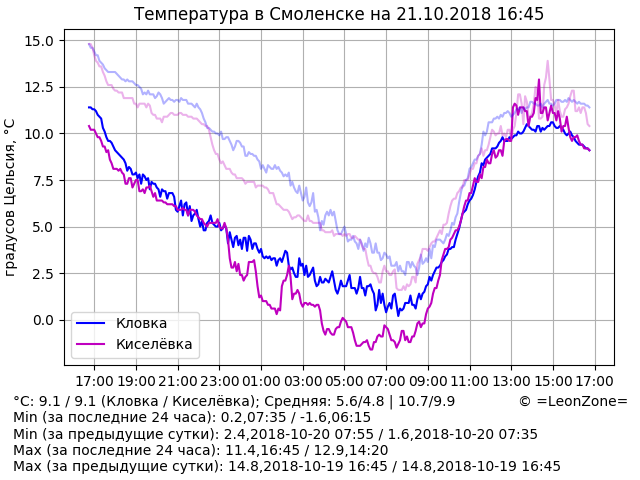 Температура в Смоленске на 21.10.2018 16:45
15.0
12.5
10.0
7.5
5.0
2.5
0.0
градусов Цельсия, °C
Кловка
Киселёвка
17:00 19:00 21:00 23:00 01:00 03:00 05:00 07:00 09:00 11:00 13:00 15:00 17:00
°C: 9.1 / 9.1 (Кловка / Киселёвка); Средняя: 5.6/4.8 | 10.7/9.9 © =LeonZone=
Min (за последние 24 часа): 0.2,07:35 / -1.6,06:15
Min (за предыдущие сутки): 2.4,2018-10-20 07:55 / 1.6,2018-10-20 07:35
Max (за последние 24 часа): 11.4,16:45 / 12.9,14:20
Max (за предыдущие сутки): 14.8,2018-10-19 16:45 / 14.8,2018-10-19 16:45